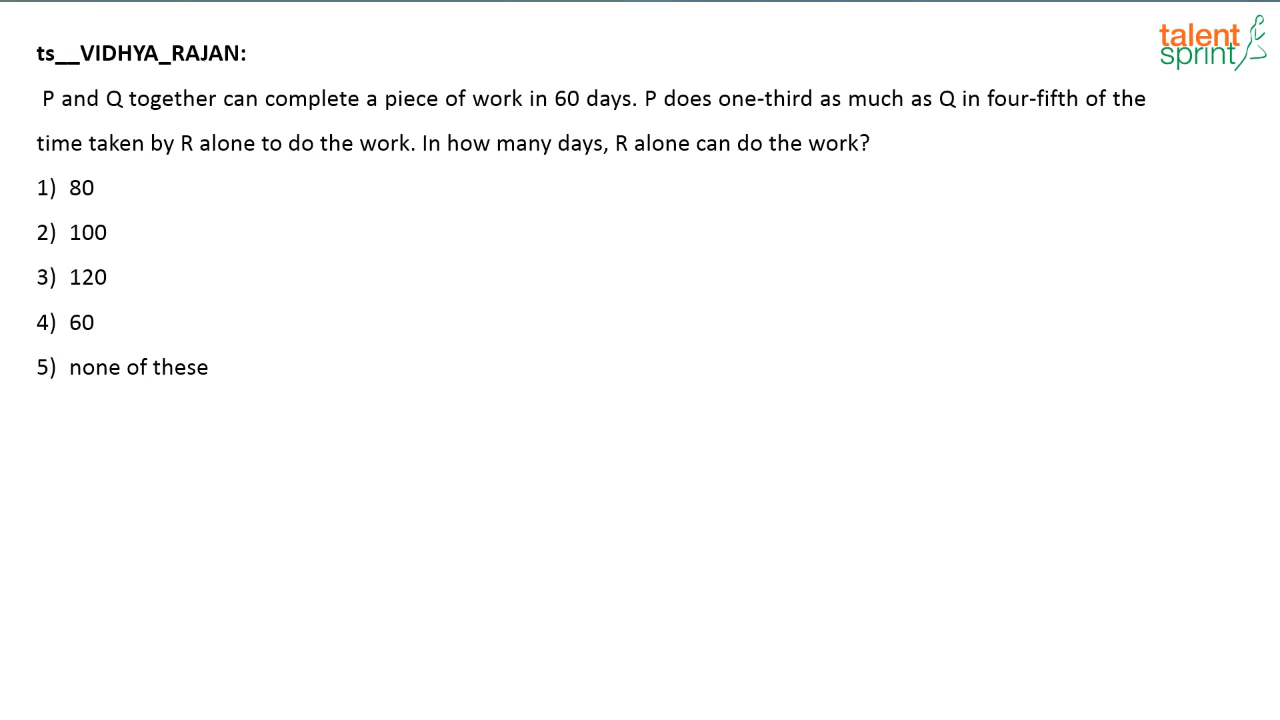 talent
sprint
ts__VIDHYA_RAJAN:
P and Q together can complete a piece of work in 60 days. P does one-third as much as Q in four-fifth of the
time taken by R alone to do the work. In how many days, R alone can do the work?
1) 80
2) 100
3) 120
4) 60
5) none of these